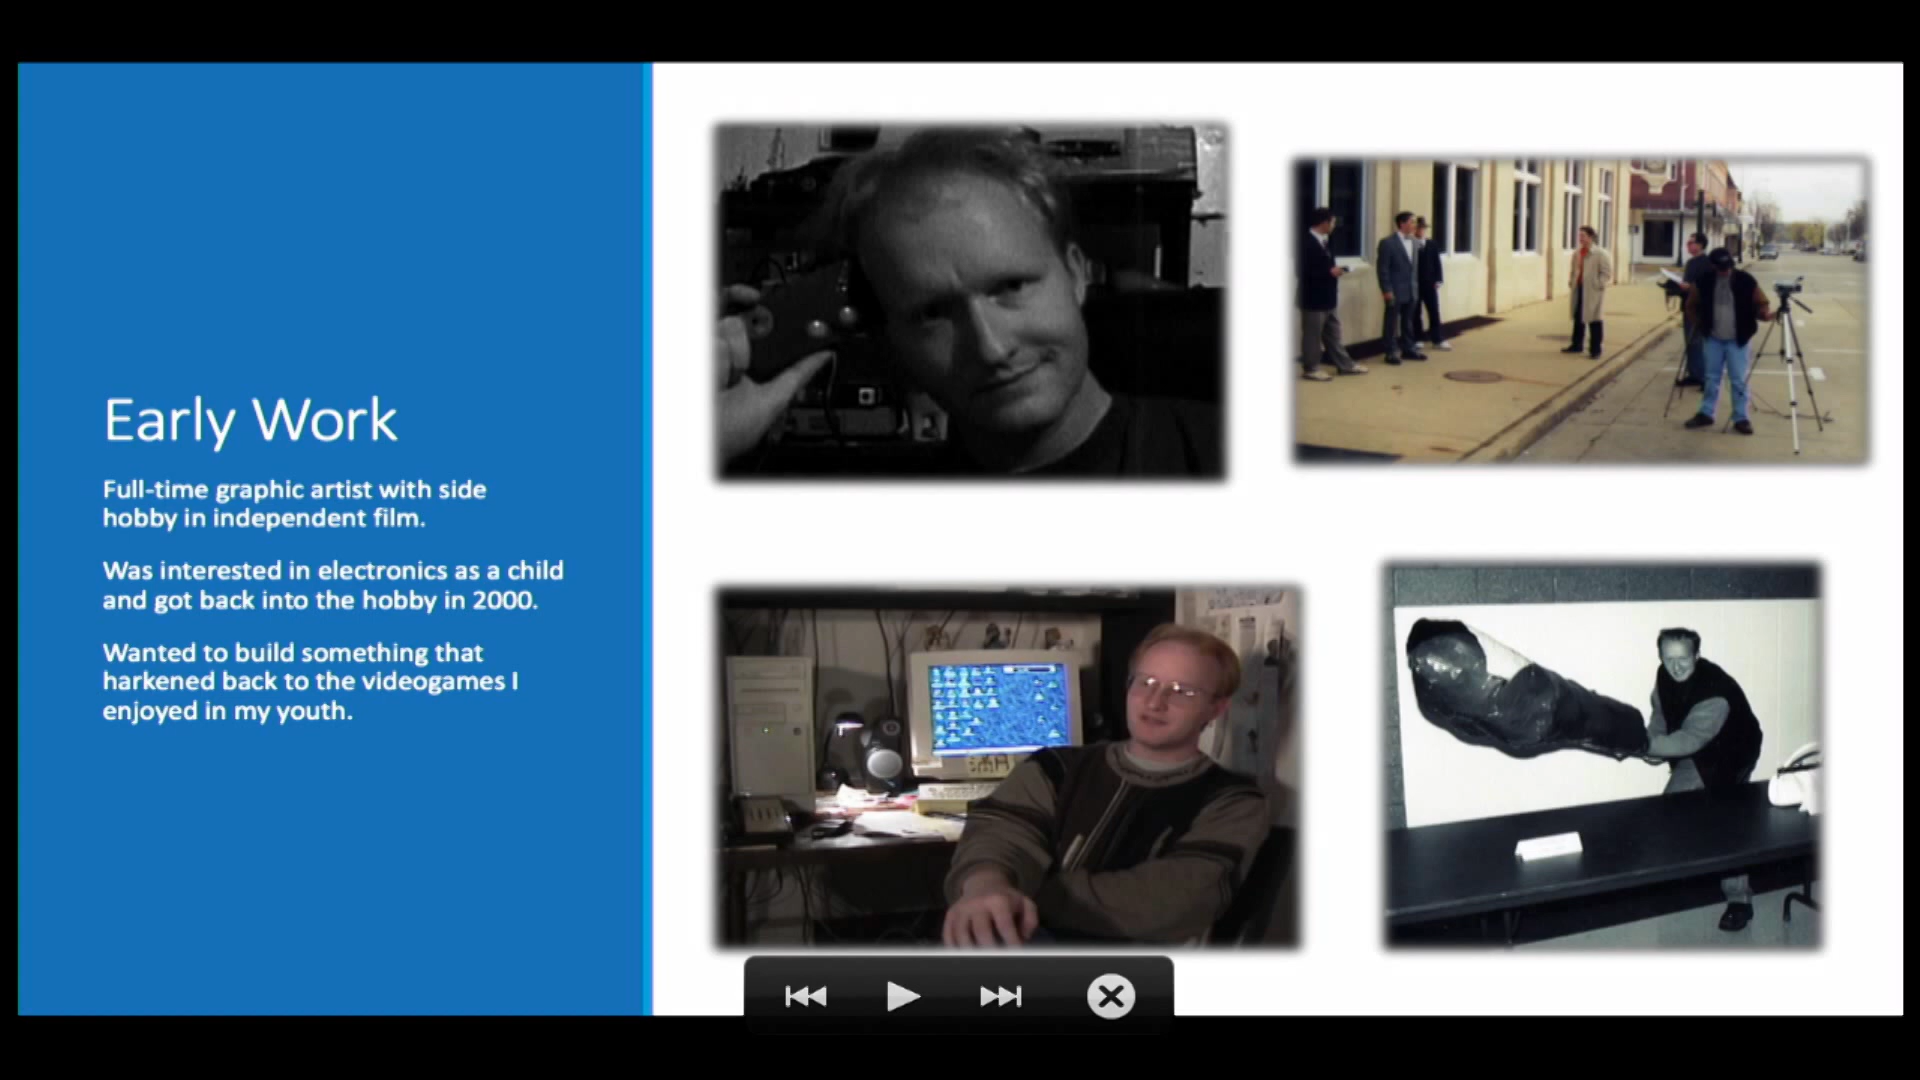 Early Work
Full-time graphic artist with side
hobby in independent film.
Was interested in electronics as a child
and got back into the hobby in 2000.
Wanted to build something that
harkened back to the videogames I
enjoyed in my youth.